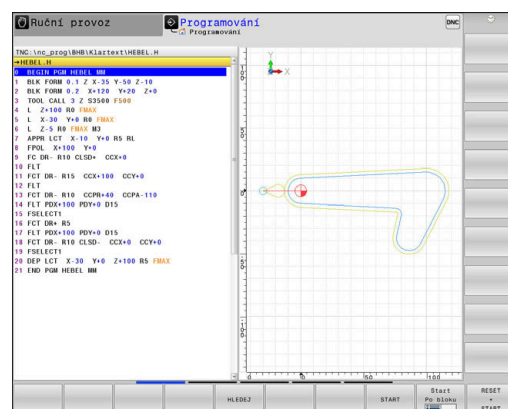 Ruční provoz
Programování
Programování
DNC
TNC:\nc_prog\BHB\Klartext\HEBEL.H
→HEBEL.H
0 BEGIN PGM HEBEL MM
1 BLK FORM 0.1 Z X-35 Y-50 Z-10
2 BLK FORM 0.2 X+120 Y+20 Z+0
3 TOOL CALL 3 Z S3500 F500
4 L Z+100 R0 FMAX
5 L X-30 Y+0 R0 FMAX
6 L Z-5 R0 FMAX M3
7 APPR LCT X-10 Y+0 R5 RL
8 FPOL X+100 Y+0
9 FC DR- R10 CLSD+ CCX+0
10 FLT
11 FCT DR- R15 CCX+100 CCY+0
12 FLT
13 FCT DR- R10 CCPR+40 CCPA-110
14 FLT PDX+100 PDY+0 D15
15 FSELECT1
16 FCT DR+ R5
17 FLT PDX+100 PDY+0 D15
18 FCT DR- R10 CLSD- CCX+0 CCY+0
19 FSELECT1
20 DEP LCT X-30 Y+0 Z+100 R5 FMAX
21 END PGM HEBEL MM
Y
X
0
50
100
HLEDEJ
START
Start
Po bloku
RESET
+
START